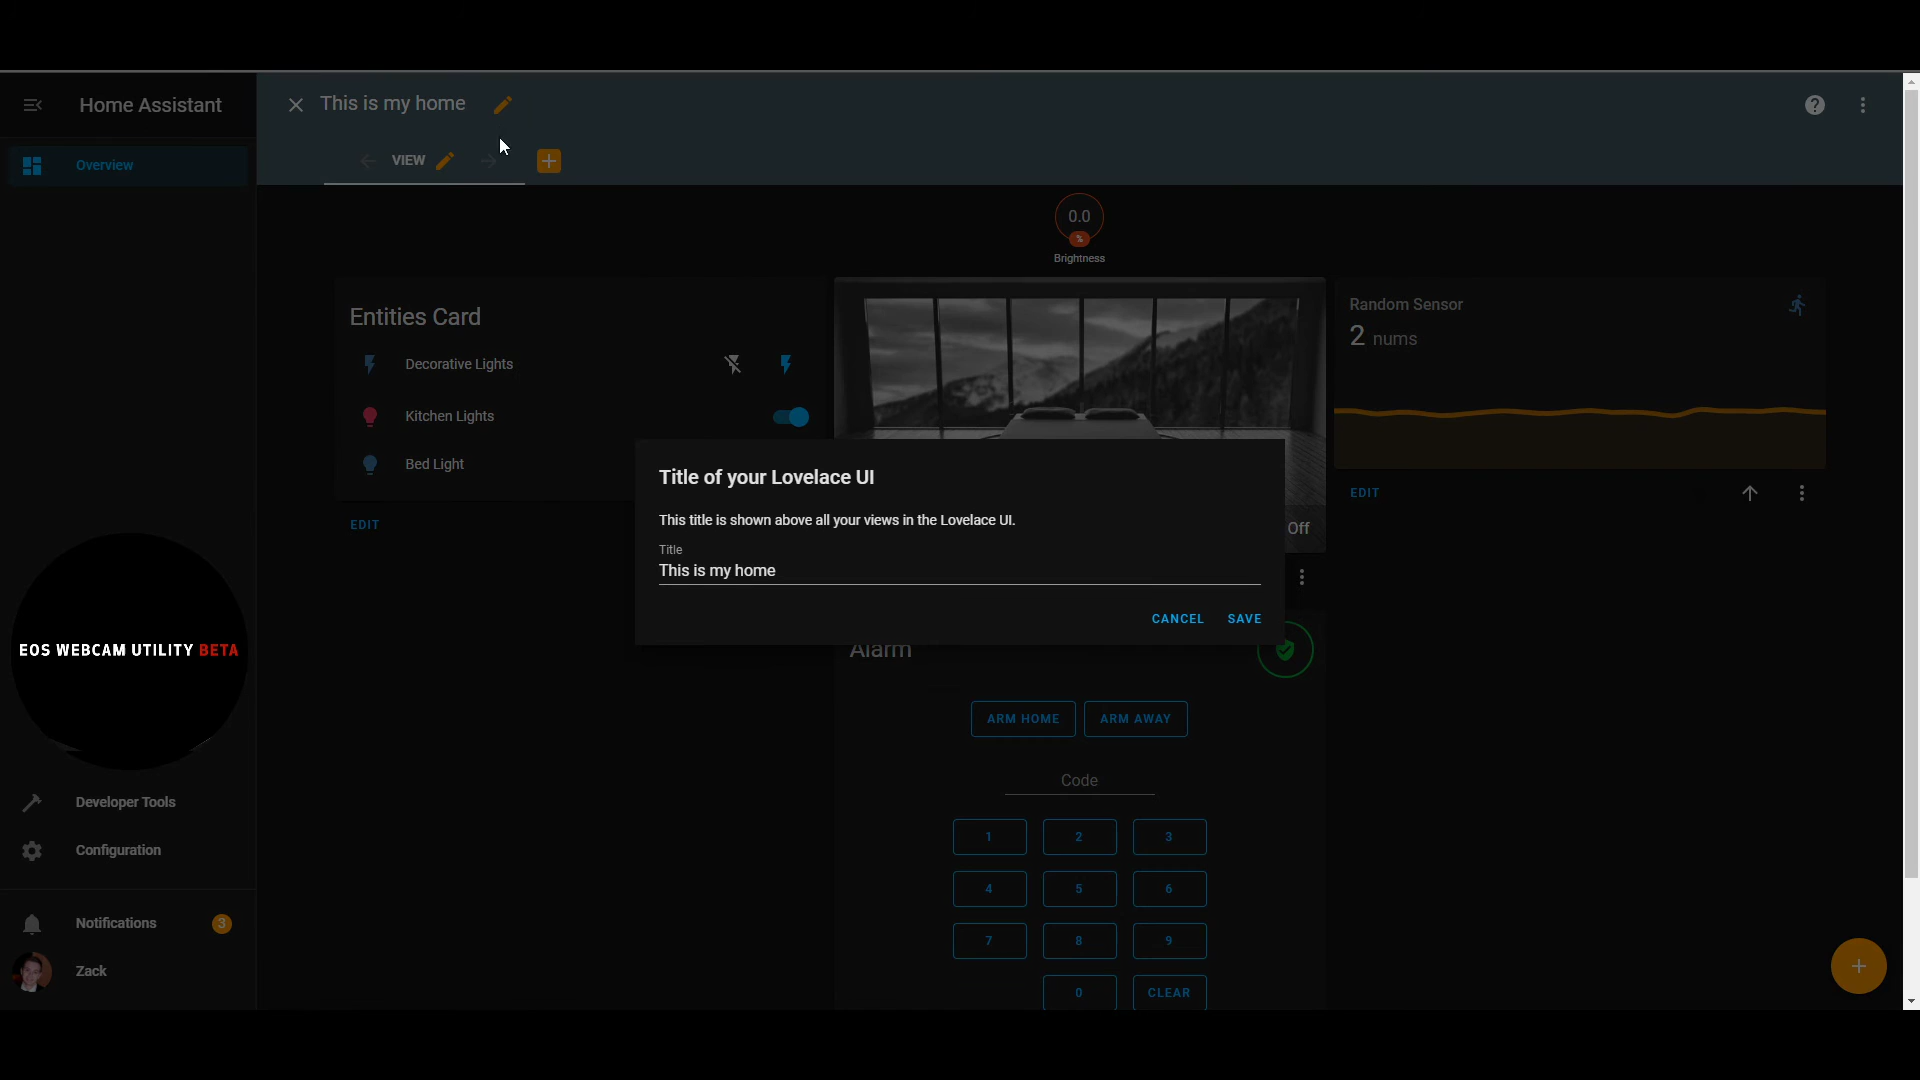 Home Assistant
This is my home
Overview
VIEW
0.0
%
Brightness
Entities Card
Decorative Lights
Kitchen Lights
Bed Light
EDIT
Random Sensor
2 nums
EDIT
Off
Title of your Lovelace UI
This title is shown above all your views in the Lovelace UI.
Title
This is my home
CANCEL SAVE
EOS WEBCAM UTILITY BETA
Alarm
ARM HOME ARM AWAY
Code
1 2 3
4 5 6
7 8 9
0 CLEAR
Developer Tools
Configuration
Notifications 3
Zack